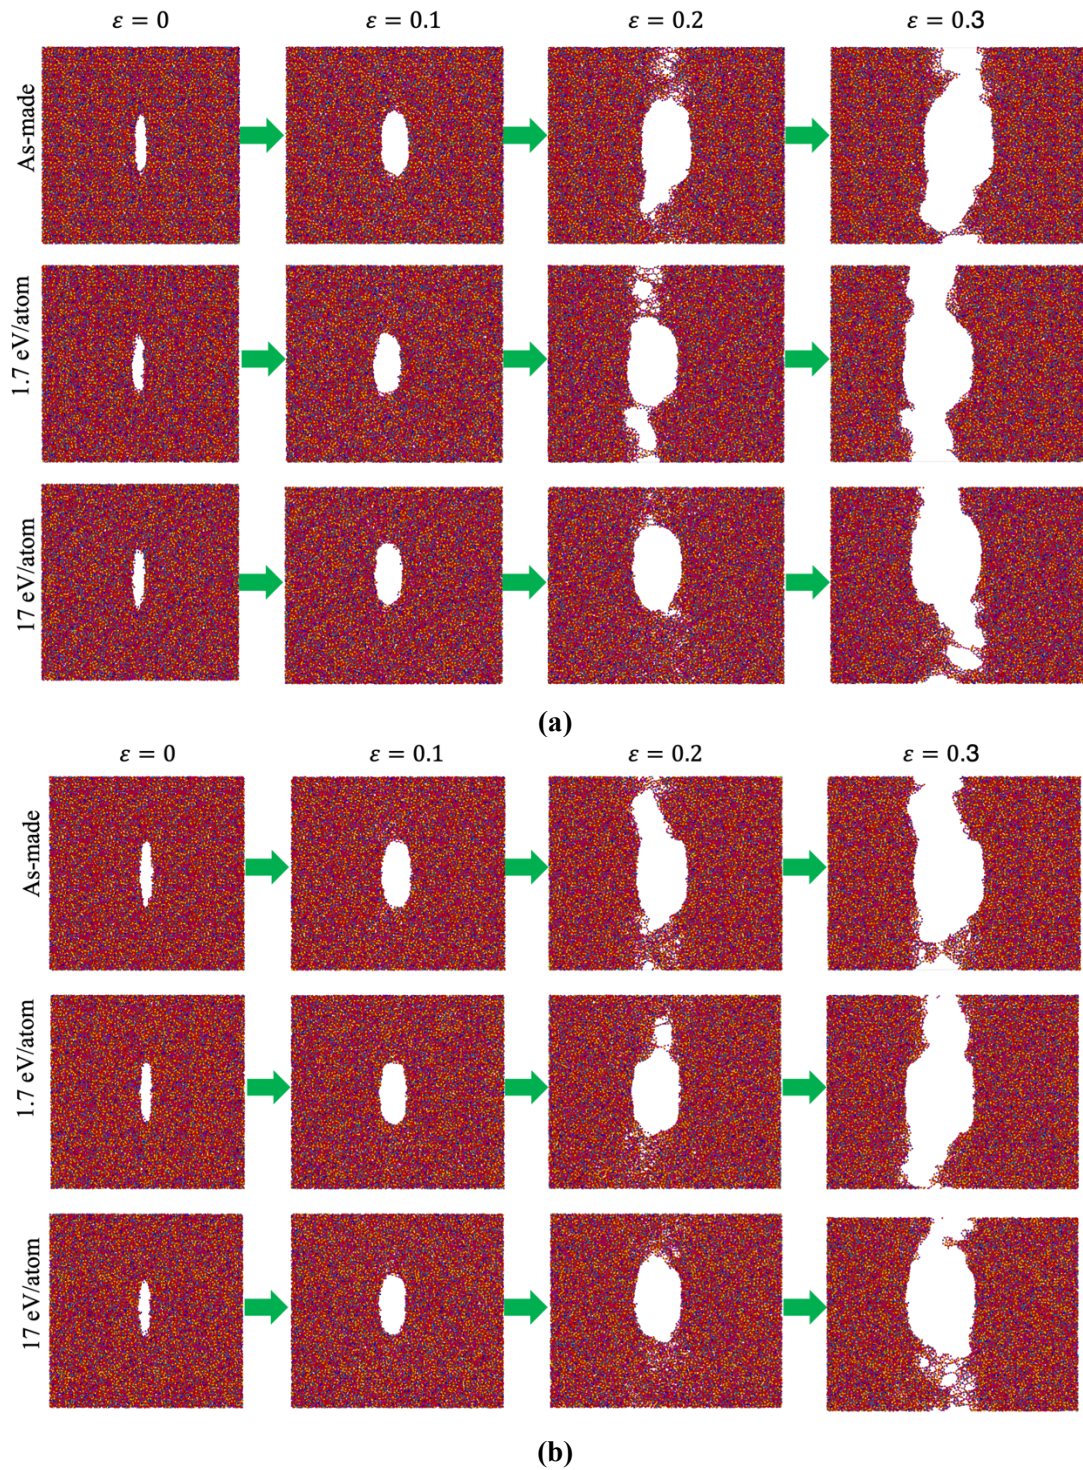 ε = 0 ε = 0.1 ε = 0.2 ε = 0.3
As-made
1.7 eV/atom
17 eV/atom
(a)
ε = 0 ε = 0.1 ε = 0.2 ε = 0.3
As-made
1.7 eV/atom
17 eV/atom
(b)